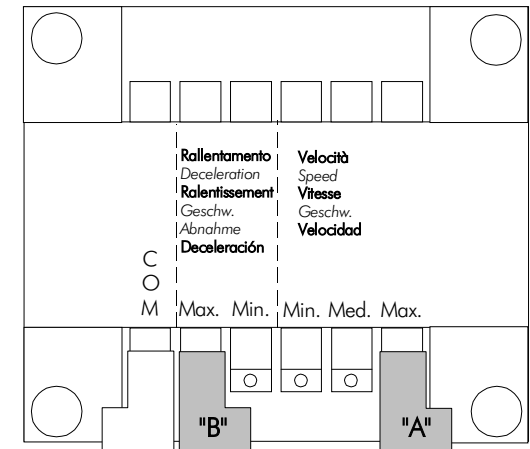 Rallentamento
Deceleration
Ralentissement
Geschw.
Abnahme
Deceleración
Velocità
Speed
Vitesse
Geschw.
Velocidad
C
O
M
Max. Min. Min. Med. Max.
"B" "A"